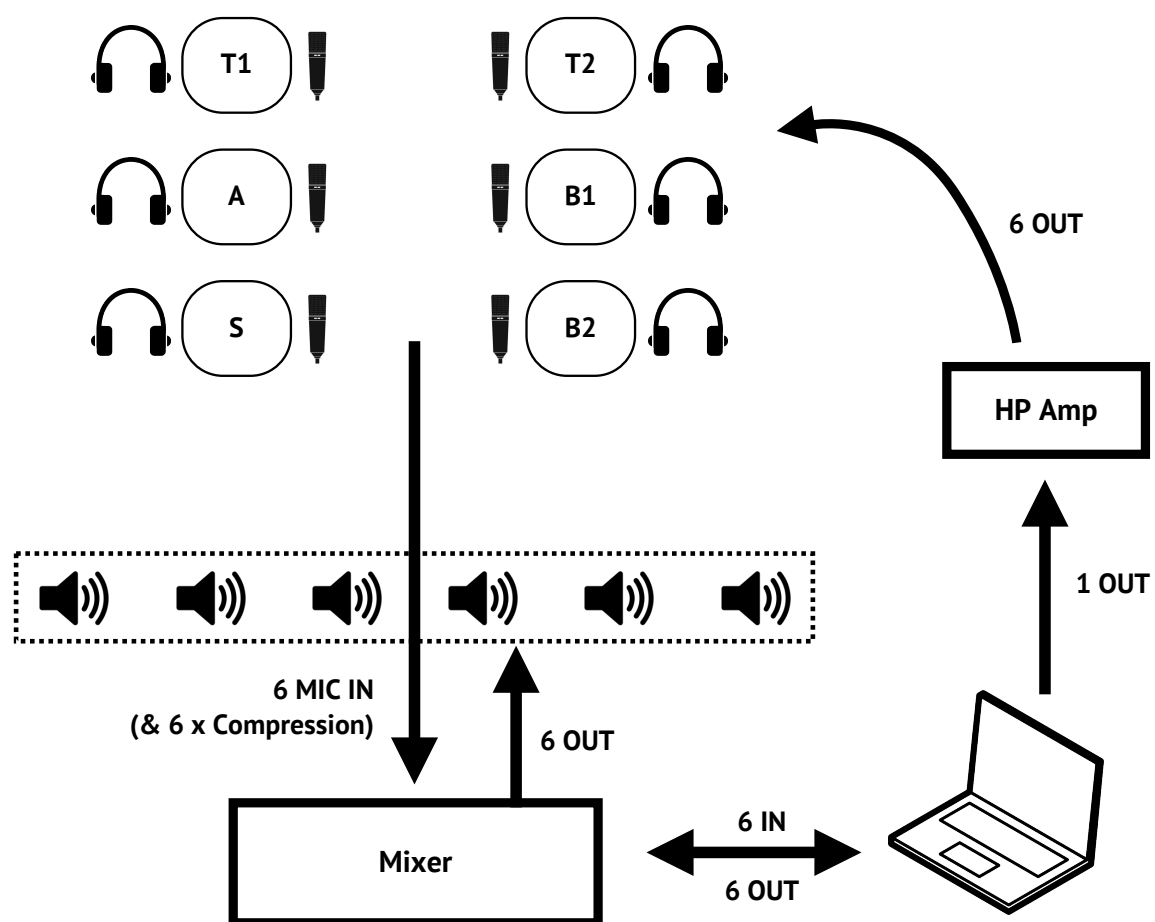 T1
T2
A
B1
S
B2
6 OUT
HP Amp
1 OUT
6 MIC IN
(& 6 x Compression)
6 OUT
6 IN
Mixer
6 OUT